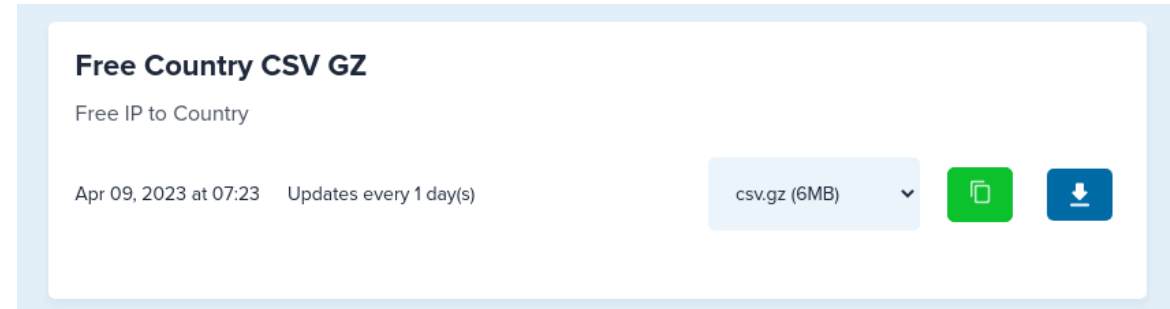 Free Country CSV GZ
Free IP to Country
Apr 09, 2023 at 07:23 Updates every 1 day(s) csv.gz (6MB)